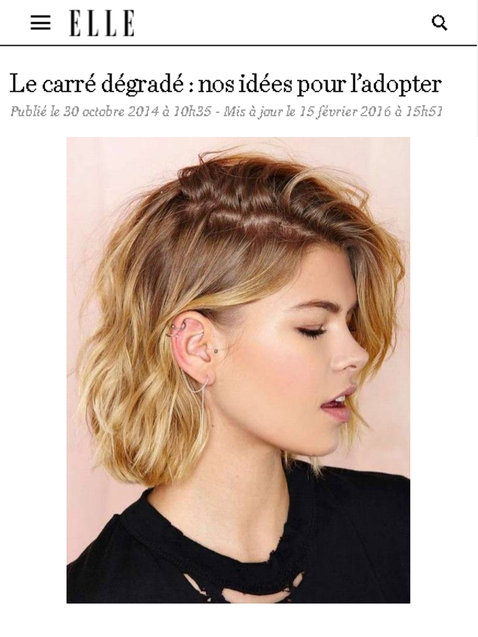 ELLE
Le carré dégradé : nos idées pour l'adopter
Publié le 30 octobre 2014 à 10h35 - Mis à jour le 15 février 2016 à 15h51